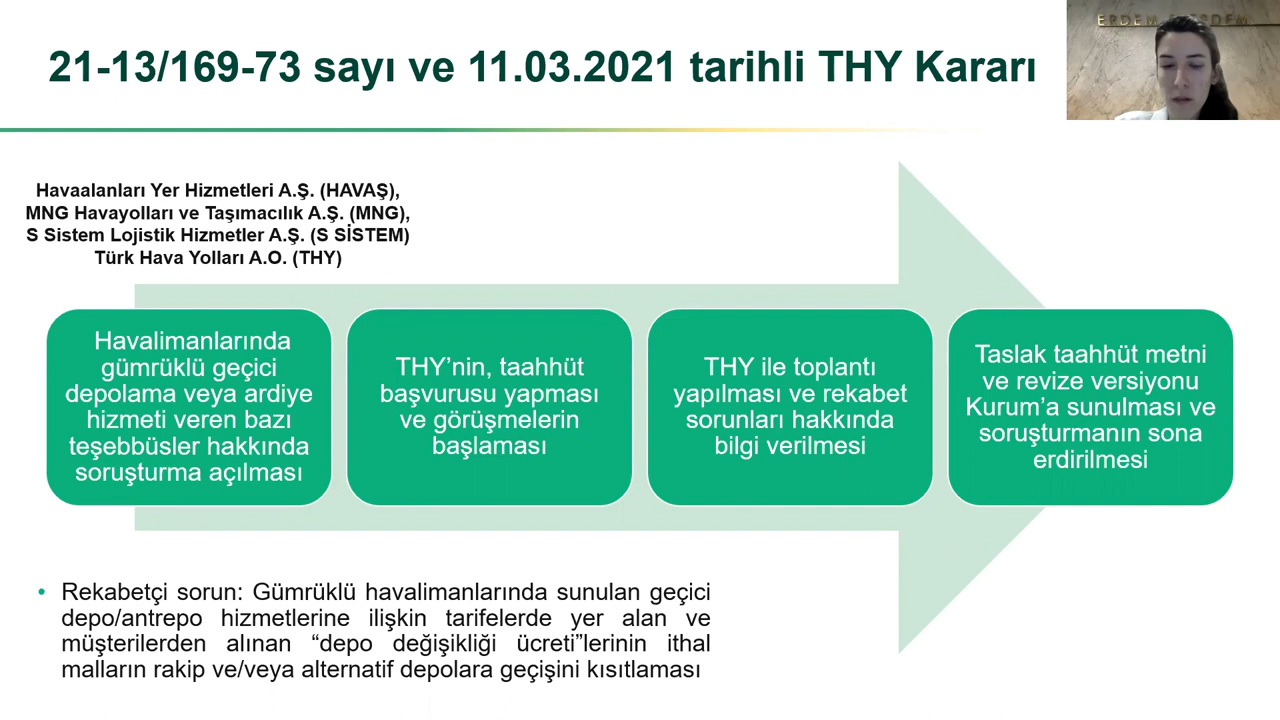 21-13/169-73 sayı ve 11.03.2021 tarihli THY Kararı
Havaalanları Yer Hizmetleri A.Ş. (HAVAŞ),
MNG Havayolları ve Taşımacılık A.Ş. (MNG),
S Sistem Lojistik Hizmetler A.Ş. (S SİSTEM)
Türk Hava Yolları A.O. (THY)
Havalimanlarında
gümrüklü geçici
depolama veya ardiye
hizmeti veren bazı
teşebbüsler hakkında
soruşturma açılması
THY’nin, taahhüt
başvurusu yapması
ve görüşmelerin
başlaması
THY ile toplantı
yapılması ve rekabet
sorunları hakkında
bilgi verilmesi
Taslak taahhüt metni
ve revize versiyonu
Kurum’a sunulması ve
soruşturmanın sona
erdirilmesi
• Rekabetçi sorun: Gümrüklü havalimanlarında sunulan geçici
depo/antrepo hizmetlerine ilişkin tarifelerde yer alan ve
müşterilerden alınan “depo değişikliği ücreti”lerinin ithal
malların rakip ve/veya alternatif depolara geçişini kısıtlaması